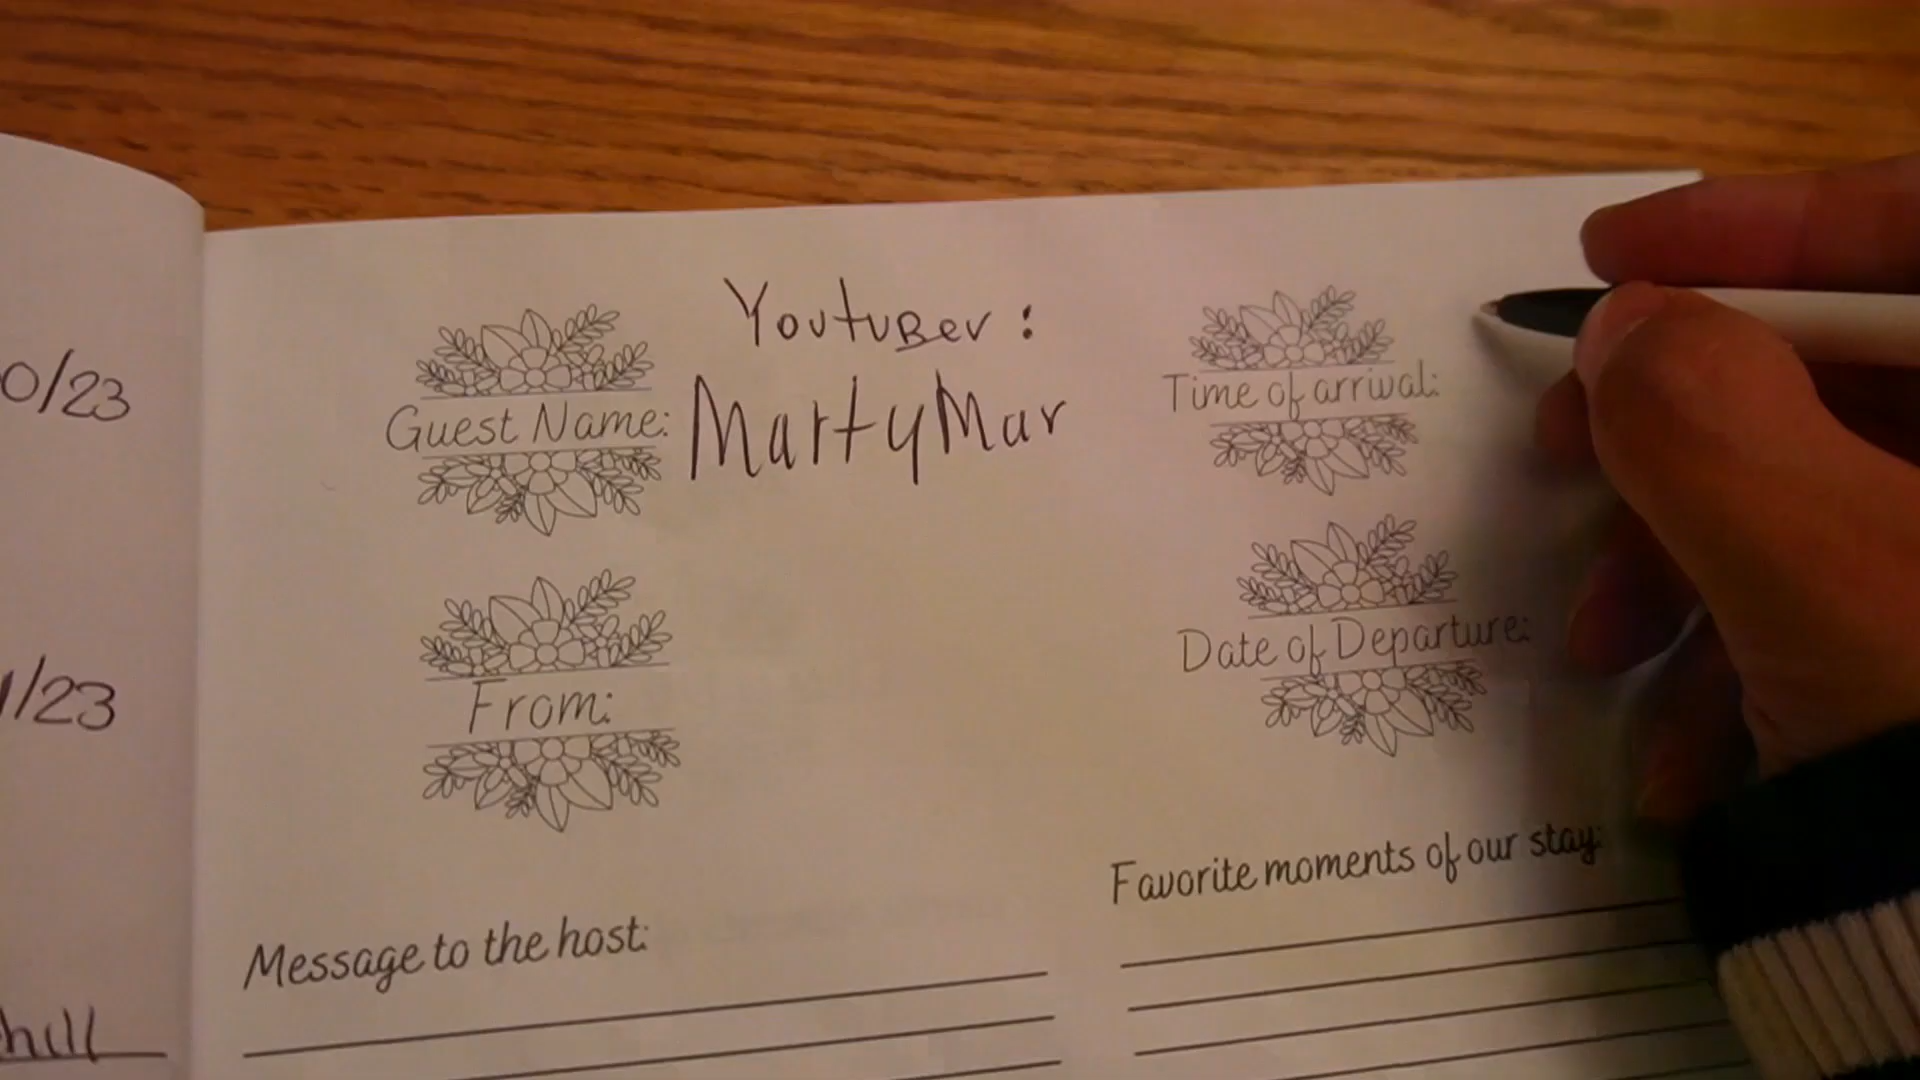 0/23
/23
hill
YoutuBer :
Guest Name: MartyMar
From:
Time of arrival:
Date of Departure:
Message to the host:
Favorite moments of our stay: